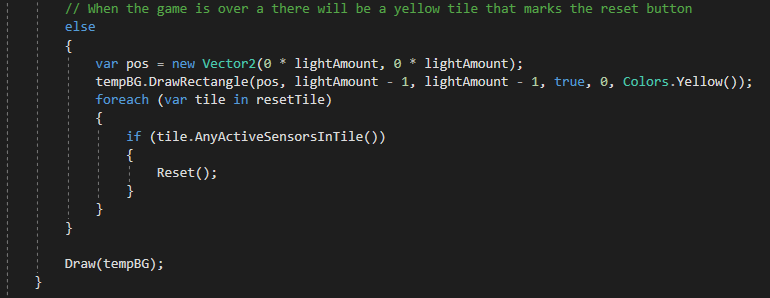 // When the game is over a there will be a yellow tile that marks the reset button
else
{
var pos = new Vector2(0 * lightAmount, 0 * lightAmount);
tempBG.DrawRectangle(pos, lightAmount - 1, lightAmount - 1, true, 0, Colors.Yellow());
foreach (var tile in resetTile)
{
if (tile.AnyActiveSensorsInTile())
{
Reset();
}
}
}
Draw(tempBG);
}